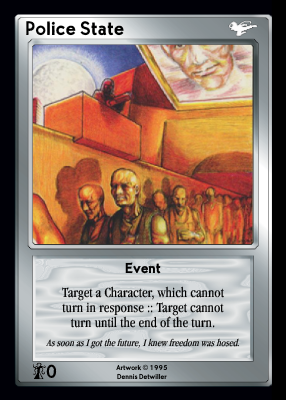 Police State
Event
Target a Character, which cannot
turn in response :: Target cannot
turn until the end of the turn.
As soon as I got the future, I knew freedom was hosed.
0
Artwork © 1995
Dennis Detwiller